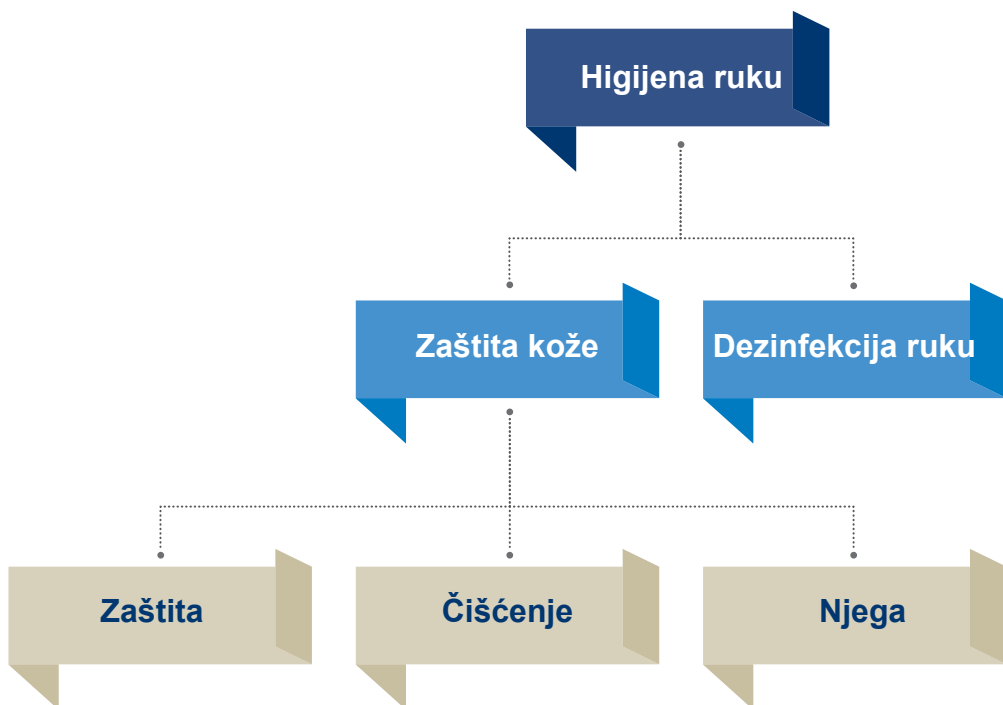 Higijena ruku
Zaštita kože
Dezinfekcija ruku
Zaštita
Čišćenje
Njega